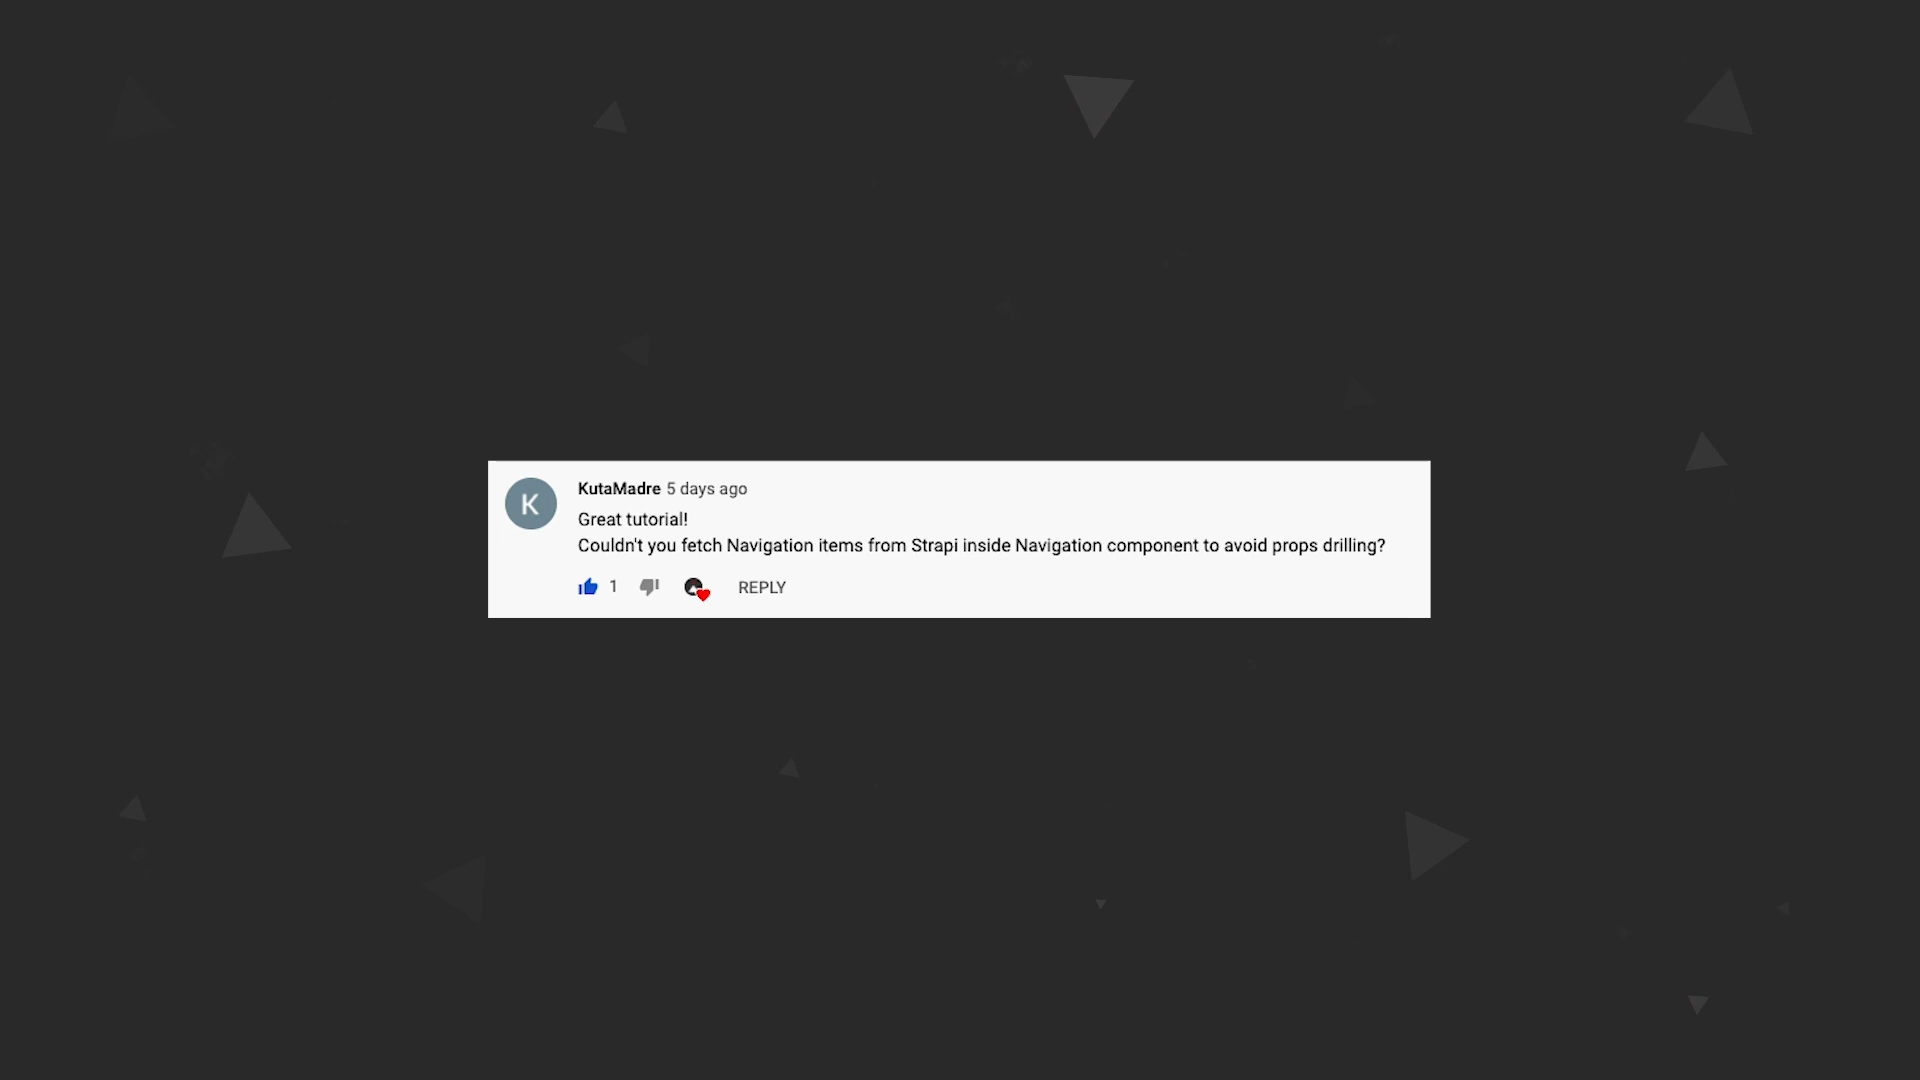 K
KutaMadre 5 days ago
Great tutorial!
Couldn't you fetch Navigation items from Strapi inside Navigation component to avoid props drilling?
1 REPLY